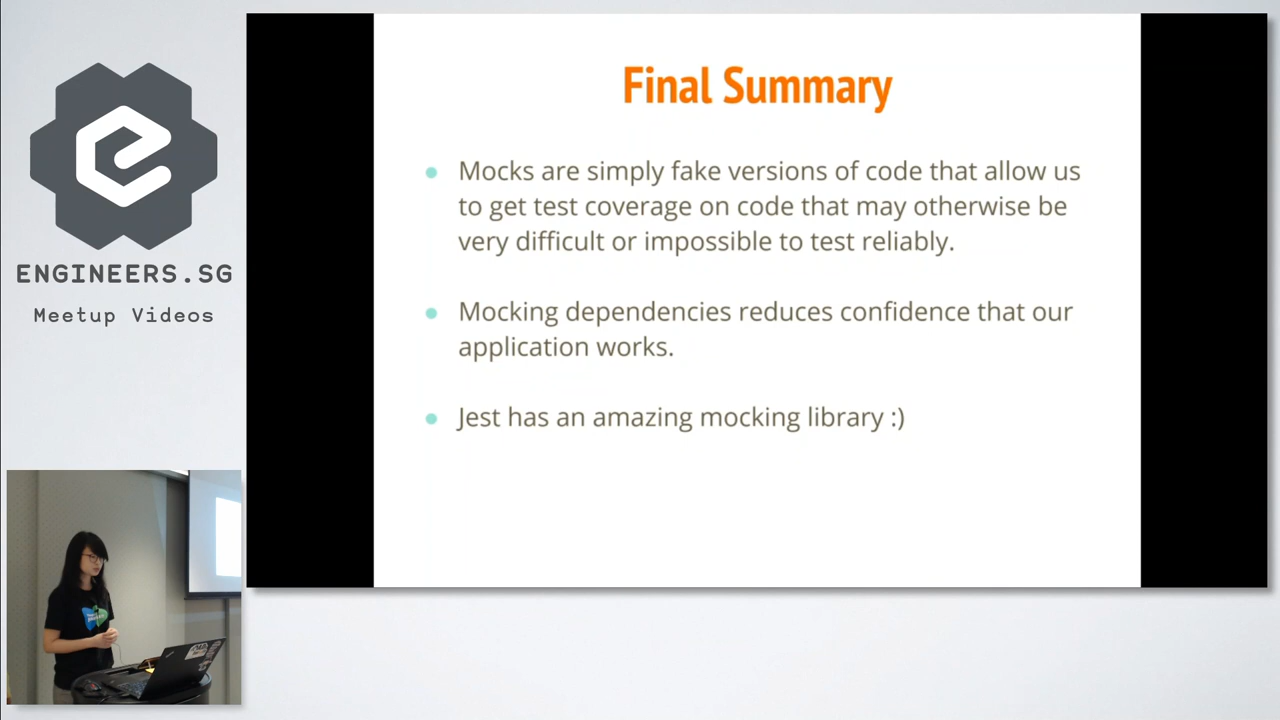 Final Summary
Mocks are simply fake versions of code that allow us
to get test coverage on code that may otherwise be
very difficult or impossible to test reliably.
Mocking dependencies reduces confidence that our
application works.
Jest has an amazing mocking library :)
ENGINEERS.SG
Meetup Videos